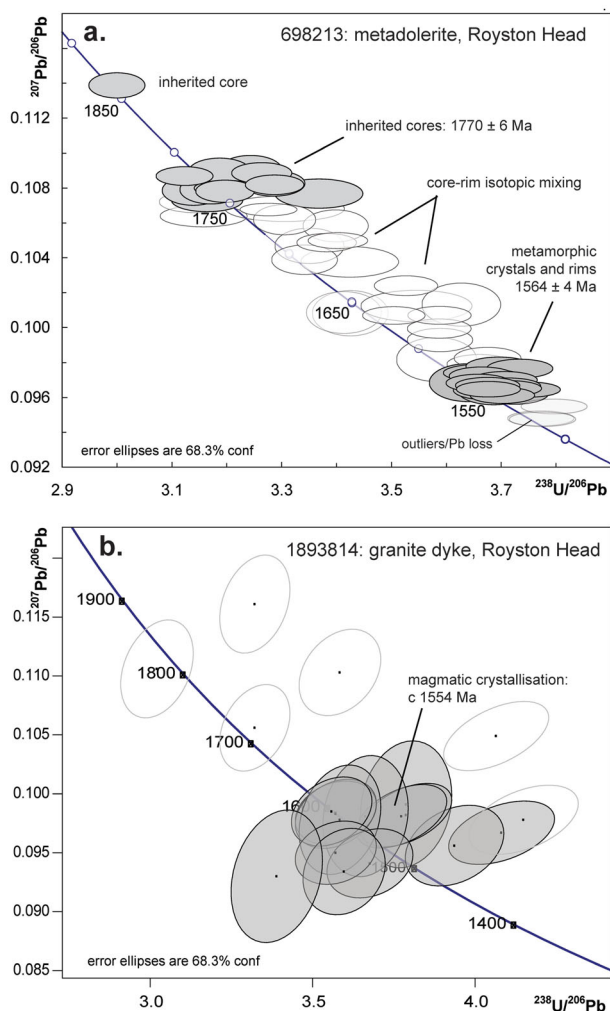 a.
698213: metadolerite, Royston Head
207Pb/206Pb
inherited core
1850
0.112
inherited cores: 1770 ± 6 Ma
0.108
core-rim isotopic mixing
1750
0.104
metamorphic
crystals and rims
1564 ± 4 Ma
1650
0.100
0.096
1550
outliers/Pb loss
error ellipses are 68.3% conf
0.092
2.9
3.1
3.3
3.5
3.7
238U/206Pb
b.
1893814: granite dyke, Royston Head
207Pb/206Pb
1900
0.115
1800
0.110
magmatic crystallisation:
c 1554 Ma
0.105
1700
0.100
1600
0.095
1500
0.090
1400
error ellipses are 68.3% conf
0.085
3.0
3.5
4.0
238U/206Pb